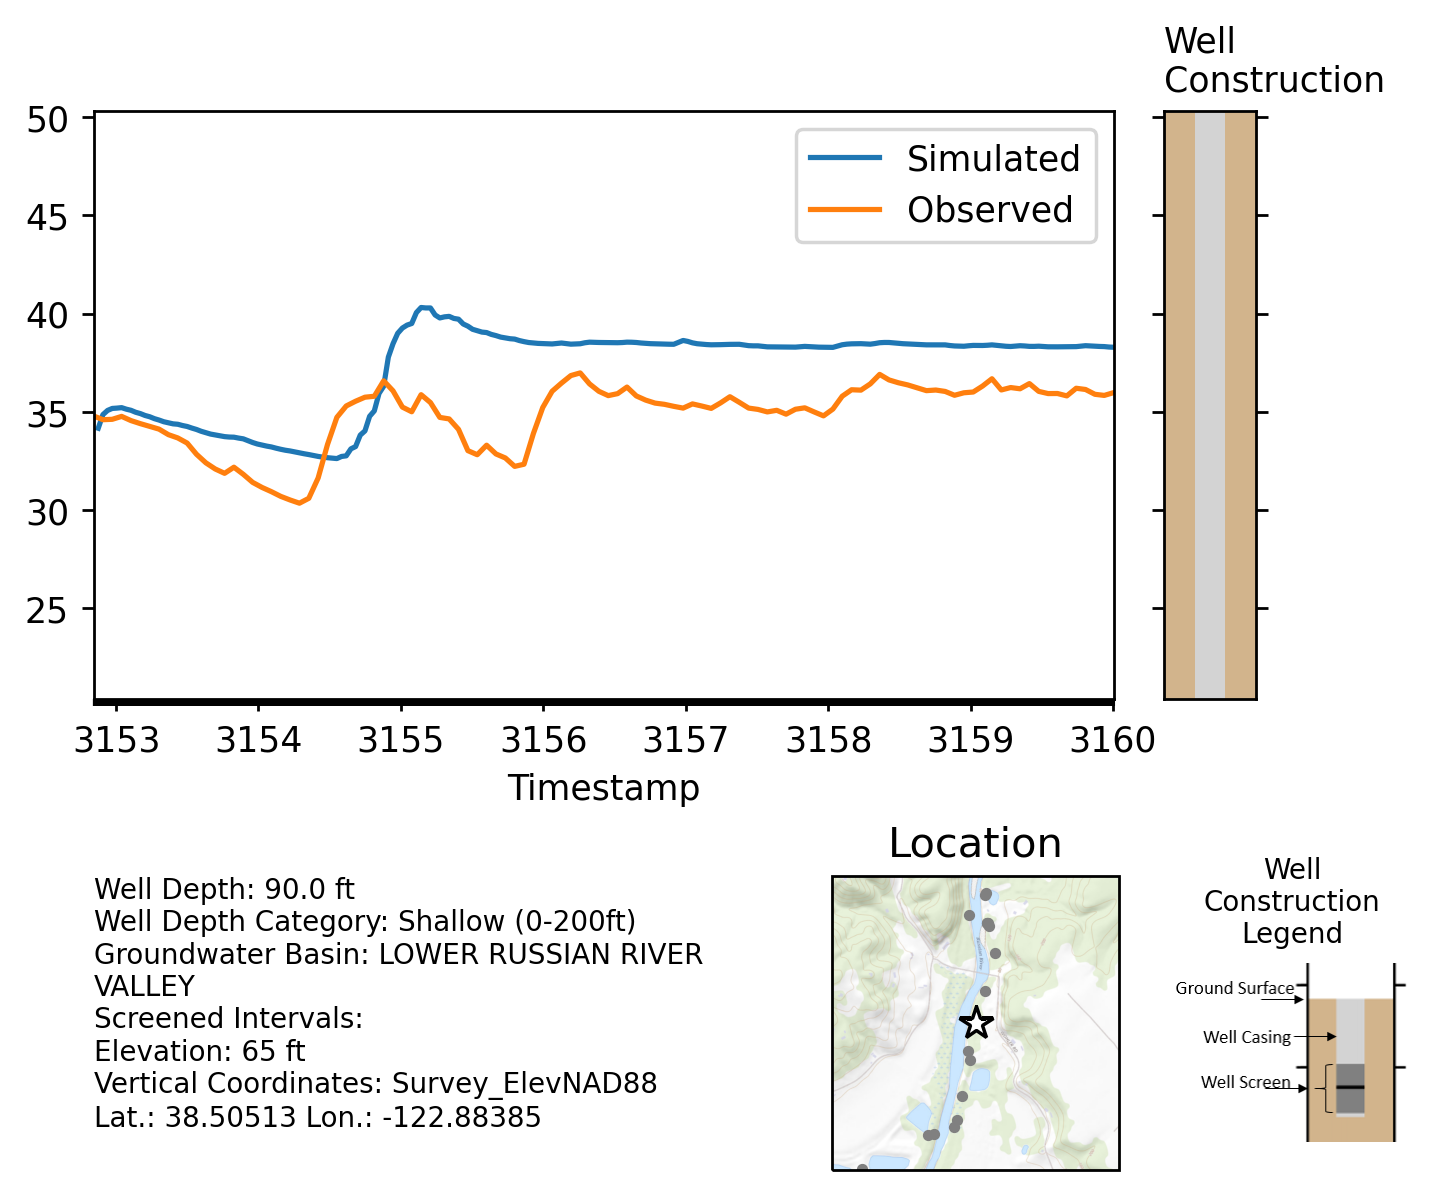 Well
Construction
50
45
40
35
30
25
Simulated
Observed
3153 3154 3155 3156 3157 3158 3159 3160
Timestamp
Well Depth: 90.0 ft
Well Depth Category: Shallow (0-200ft)
Groundwater Basin: LOWER RUSSIAN RIVER
VALLEY
Screened Intervals:
Elevation: 65 ft
Vertical Coordinates: Survey_ElevNAD88
Lat.: 38.50513 Lon.: -122.88385
Location
Well
Construction
Legend
Ground Surface
Well Casing
Well Screen